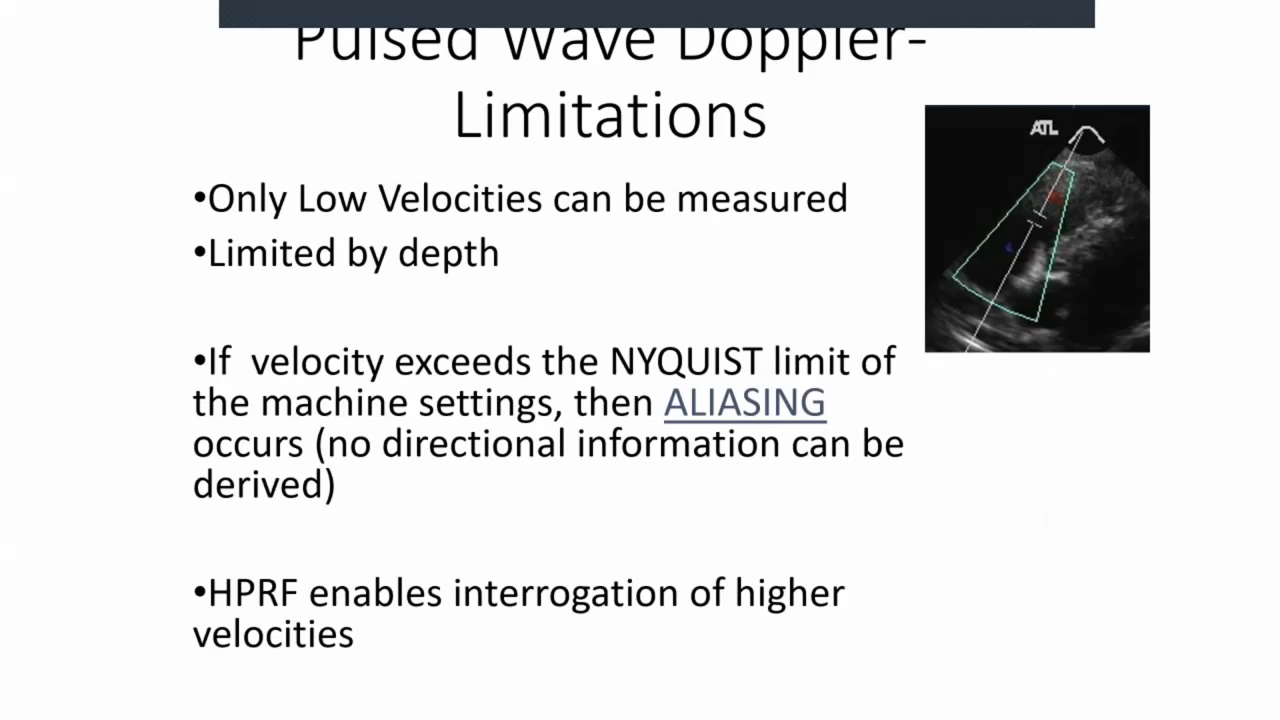 Pulsed Wave Doppler-
Limitations
ATL
•Only Low Velocities can be measured
•Limited by depth
•If  velocity exceeds the NYQUIST limit of
the machine settings, then ALIASING
occurs (no directional information can be
derived)
•HPRF enables interrogation of higher
velocities